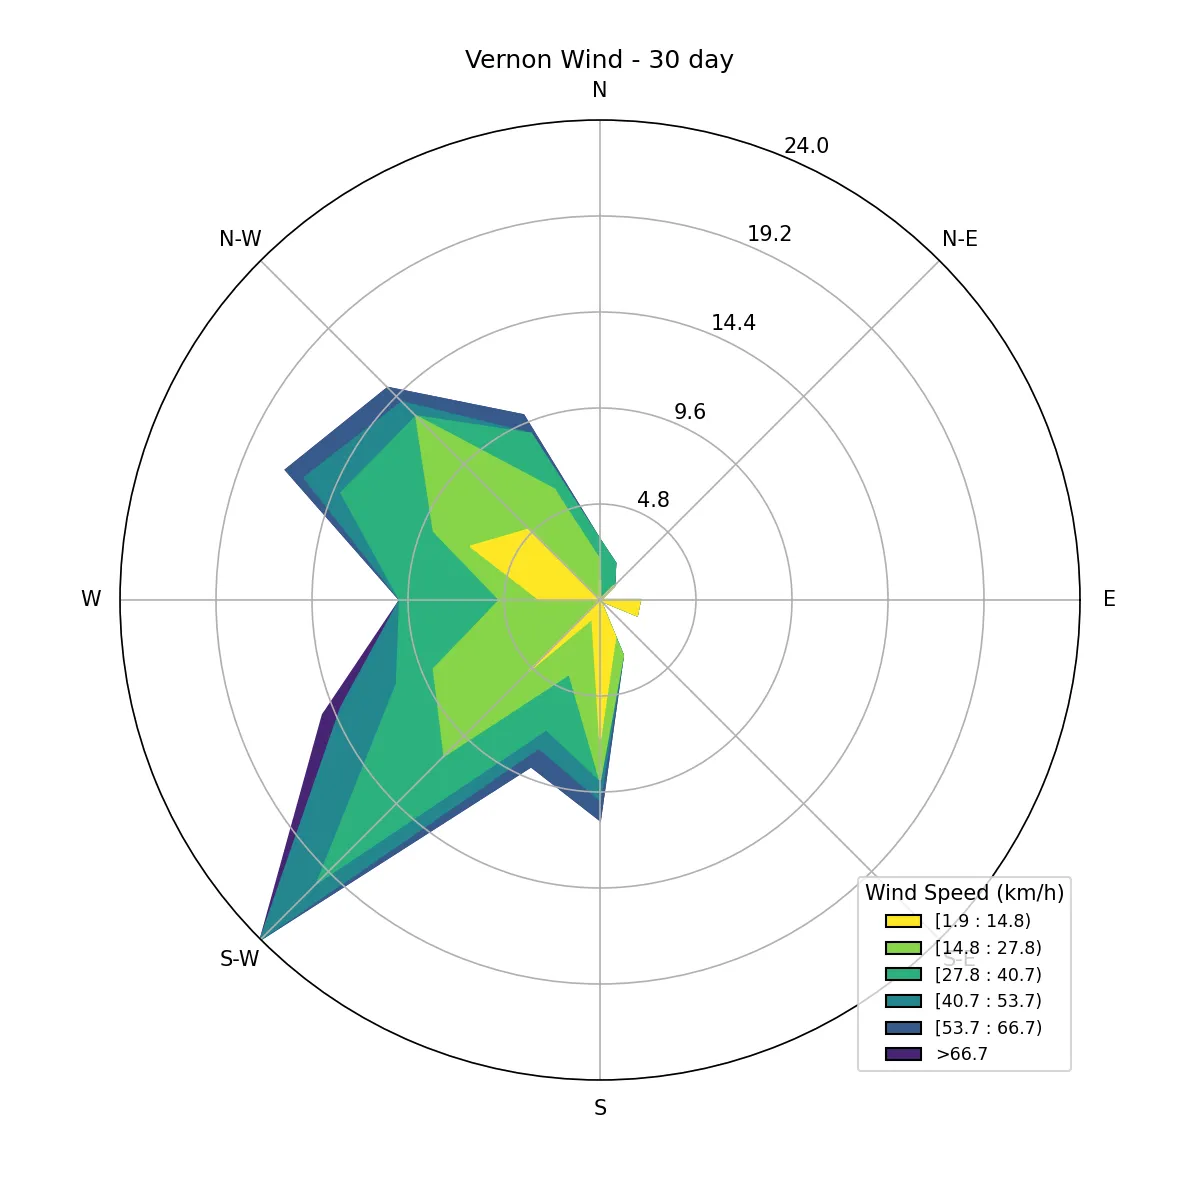 Vernon Wind - 30 day
N
24.0
N-W
19.2
N-E
14.4
9.6
4.8
W
E
S-W
S-E
Wind Speed (km/h)
[1.9 : 14.8)
[14.8 : 27.8)
[27.8 : 40.7)
[40.7 : 53.7)
[53.7 : 66.7)
>66.7
S